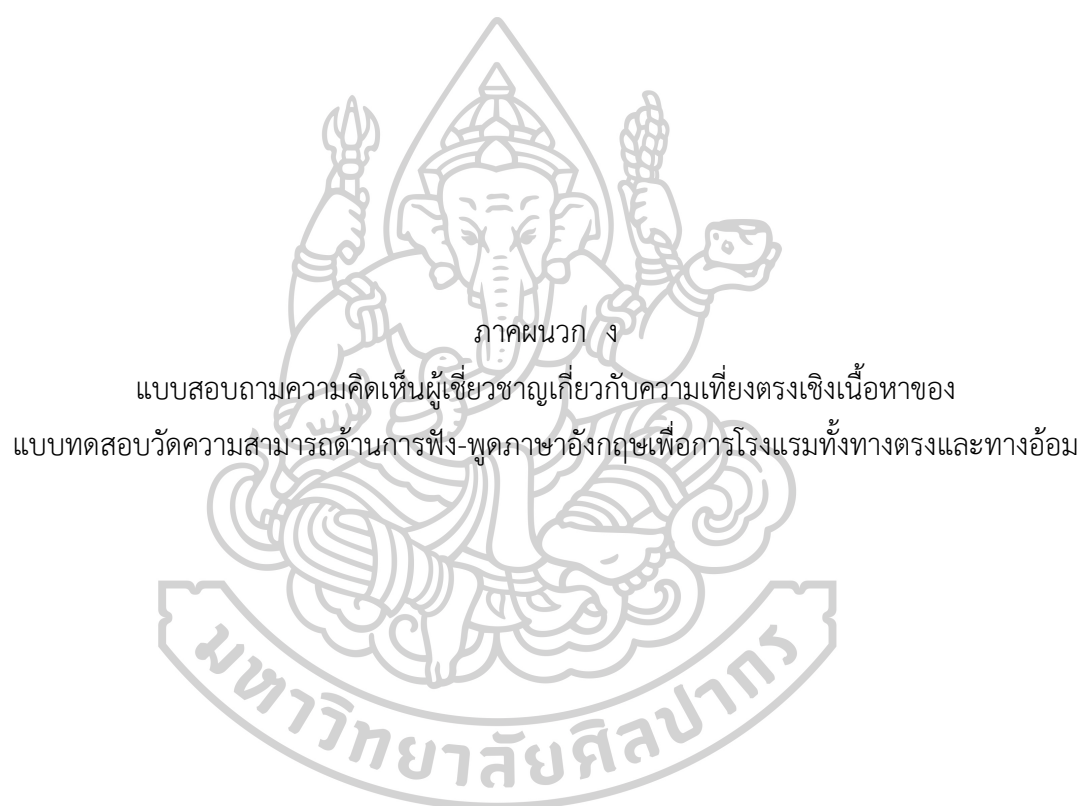 ภาคผนวก ง
แบบสอบถามความคิดเห็นผู้เชี่ยวชาญเกี่ยวกับความเที่ยงตรงเชิงเนื้อหาของ
แบบทดสอบวัดความสามารถด้านการฟัง-พูดภาษาอังกฤษเพื่อการโรงแรมทั้งทางตรงและทางอ้อม
มหาวิทยาลัยศิลปากร